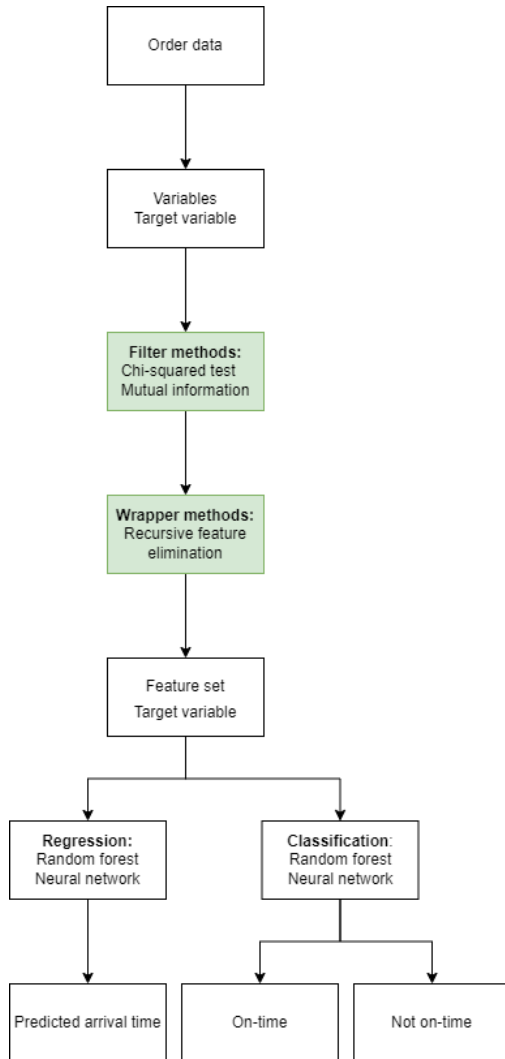 Order data
Variables
Target variable
Filter methods:
Chi-squared test
Mutual information
Wrapper methods:
Recursive feature
elimination
Feature set
Target variable
Regression:
Random forest
Neural network
Classification:
Random forest
Neural network
Predicted arrival time
On-time
Not on-time